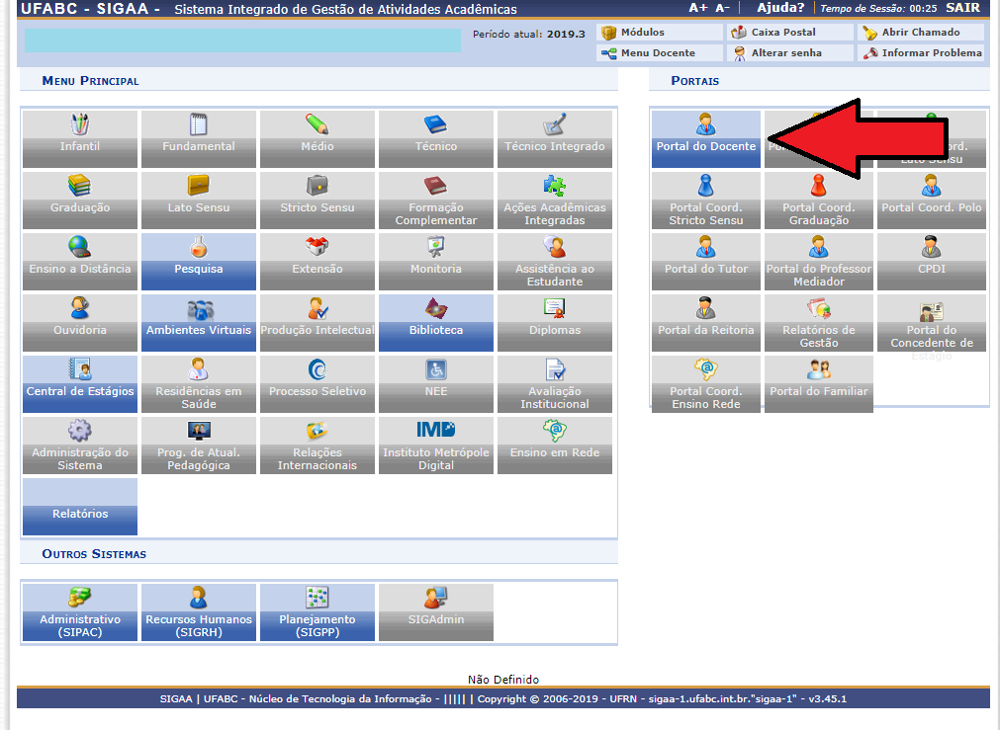 UFABC - SIGAA - Sistema Integrado de Gestão de Atividades Acadêmicas
A+ A- | Ajuda? | Tempo de Sessão: 00:25 SAIR
Período atual: 2019.3
Módulos
Caixa Postal
Abrir Chamado
Menu Docente
Alterar senha
Informar Problema
Menu Principal
Infantil
Fundamental
Médio
Técnico
Técnico Integrado
Graduação
Lato Sensu
Stricto Sensu
Formação
Complementar
Ações Acadêmicas
Integradas
Ensino a Distância
Pesquisa
Extensão
Monitoria
Assistência ao
Estudante
Ouvidoria
Ambientes Virtuais
Produção Intelectual
Biblioteca
Diplomas
Central de Estágios
Residências em
Saúde
Processo Seletivo
NEE
Avaliação
Institucional
Administração do
Sistema
Prog. de Atual.
Pedagógica
Relações
Internacionais
IMD
Instituto Metrópole
Digital
Ensino em Rede
Relatórios
Portais
Portal do Docente
Lato Sensu
Portal Coord.
Stricto Sensu
Portal Coord.
Graduação
Portal Coord. Polo
Portal do Tutor
Portal do Professor
Mediador
CPDI
Portal da Reitoria
Relatórios de
Gestão
Portal do
Concedente de
Estágio
Portal Coord.
Ensino Rede
Portal do Familiar
Outros Sistemas
Administrativo
(SIPAC)
Recursos Humanos
(SIGRH)
Planejamento
(SIGPP)
SIGAdmin
Não Definido
SIGAA | UFABC - Núcleo de Tecnologia da Informação - ||||| | Copyright © 2006-2019 - UFRN - sigaa-1.ufabc.int.br."sigaa-1" - v3.45.1